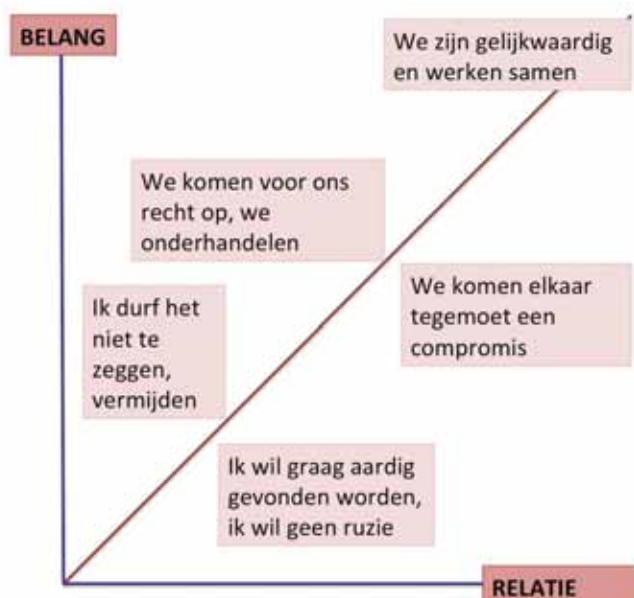 BELANG
We zijn gelijkwaardig
en werken samen
We komen voor ons
recht op, we
onderhandelen
We komen elkaar
tegemoet een
compromis
Ik durf het
niet te
zeggen,
vermijden
Ik wil graag aardig
gevonden worden,
ik wil geen ruzie
RELATIE